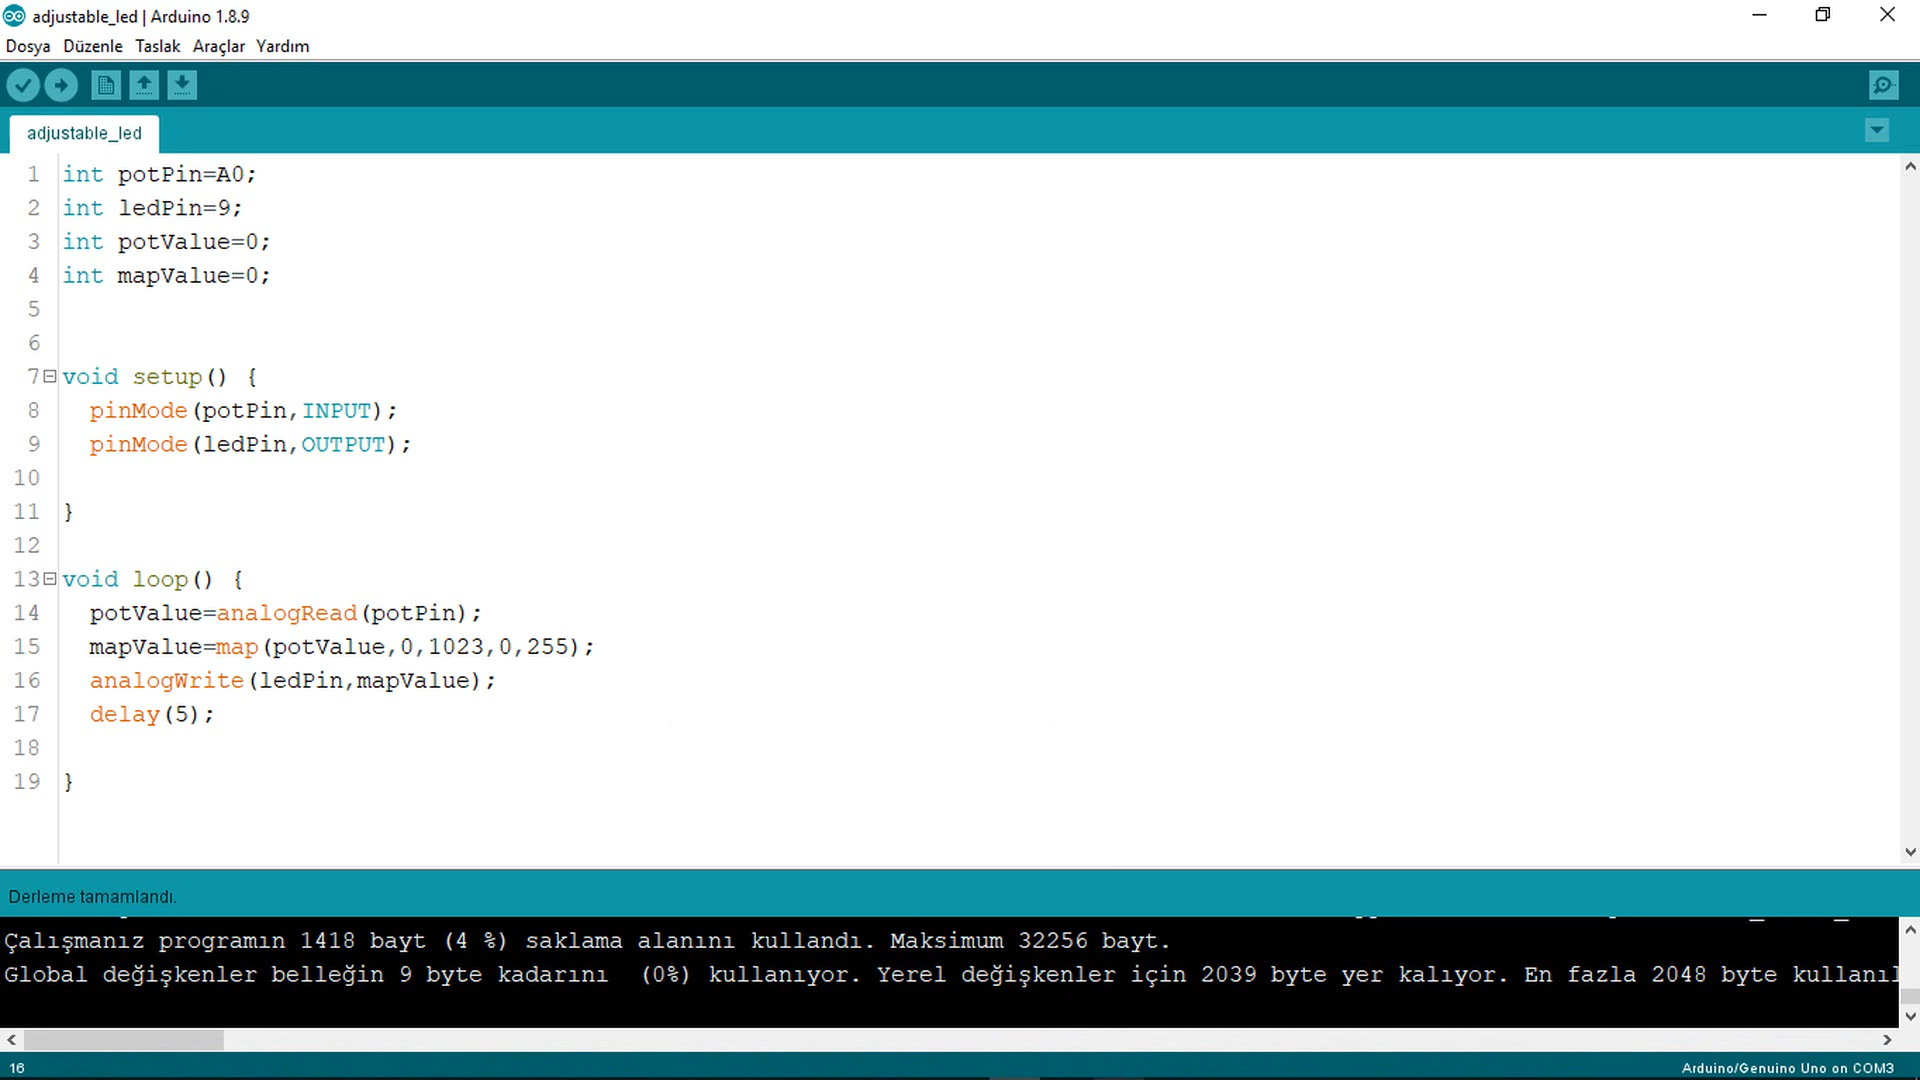 adjustable_led | Arduino 1.8.9
Dosya Düzenle Taslak Araçlar Yardım
adjustable_led
1 int potPin=A0;
2 int ledPin=9;
3 int potValue=0;
4 int mapValue=0;
5
6
7 void setup() {
8 pinMode(potPin,INPUT);
9 pinMode(ledPin,OUTPUT);
10
11 }
12
13 void loop() {
14 potValue=analogRead(potPin);
15 mapValue=map(potValue,0,1023,0,255);
16 analogWrite(ledPin,mapValue);
17 delay(5);
18
19 }
Derleme tamamlandı.
Çalışmanız programın 1418 bayt (4 %) saklama alanını kullandı. Maksimum 32256 bayt.
Global değişkenler belleğin 9 byte kadarını (0%) kullanıyor. Yerel değişkenler için 2039 byte yer kalıyor. En fazla 2048 byte kullanıl
16
Arduino/Genuino Uno on COM3